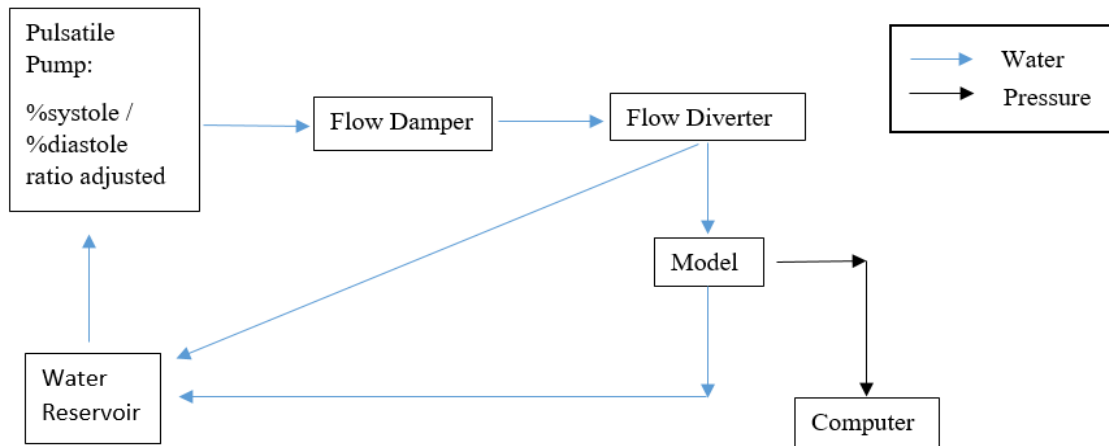 Pulsatile
Pump:
%systole /
%diastole
ratio adjusted
Flow Damper
Flow Diverter
Water
Pressure
Model
Water
Reservoir
Computer